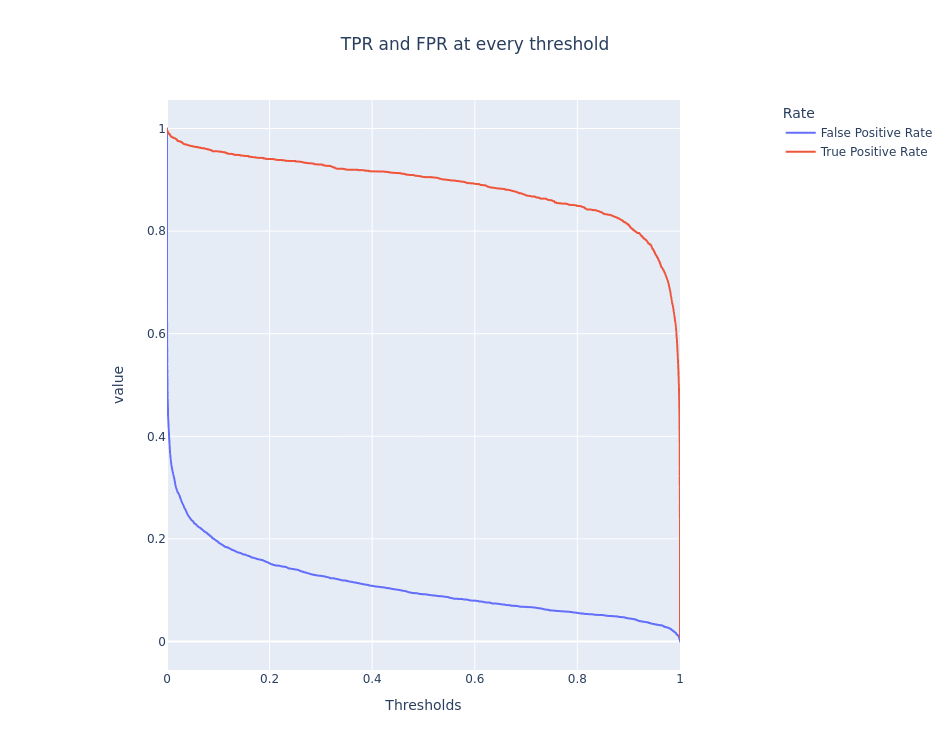 TPR and FPR at every threshold
Rate
False Positive Rate
True Positive Rate
1
0.8
0.6
0.4
0.2
0
value
0
0.2
0.4
0.6
0.8
1
Thresholds